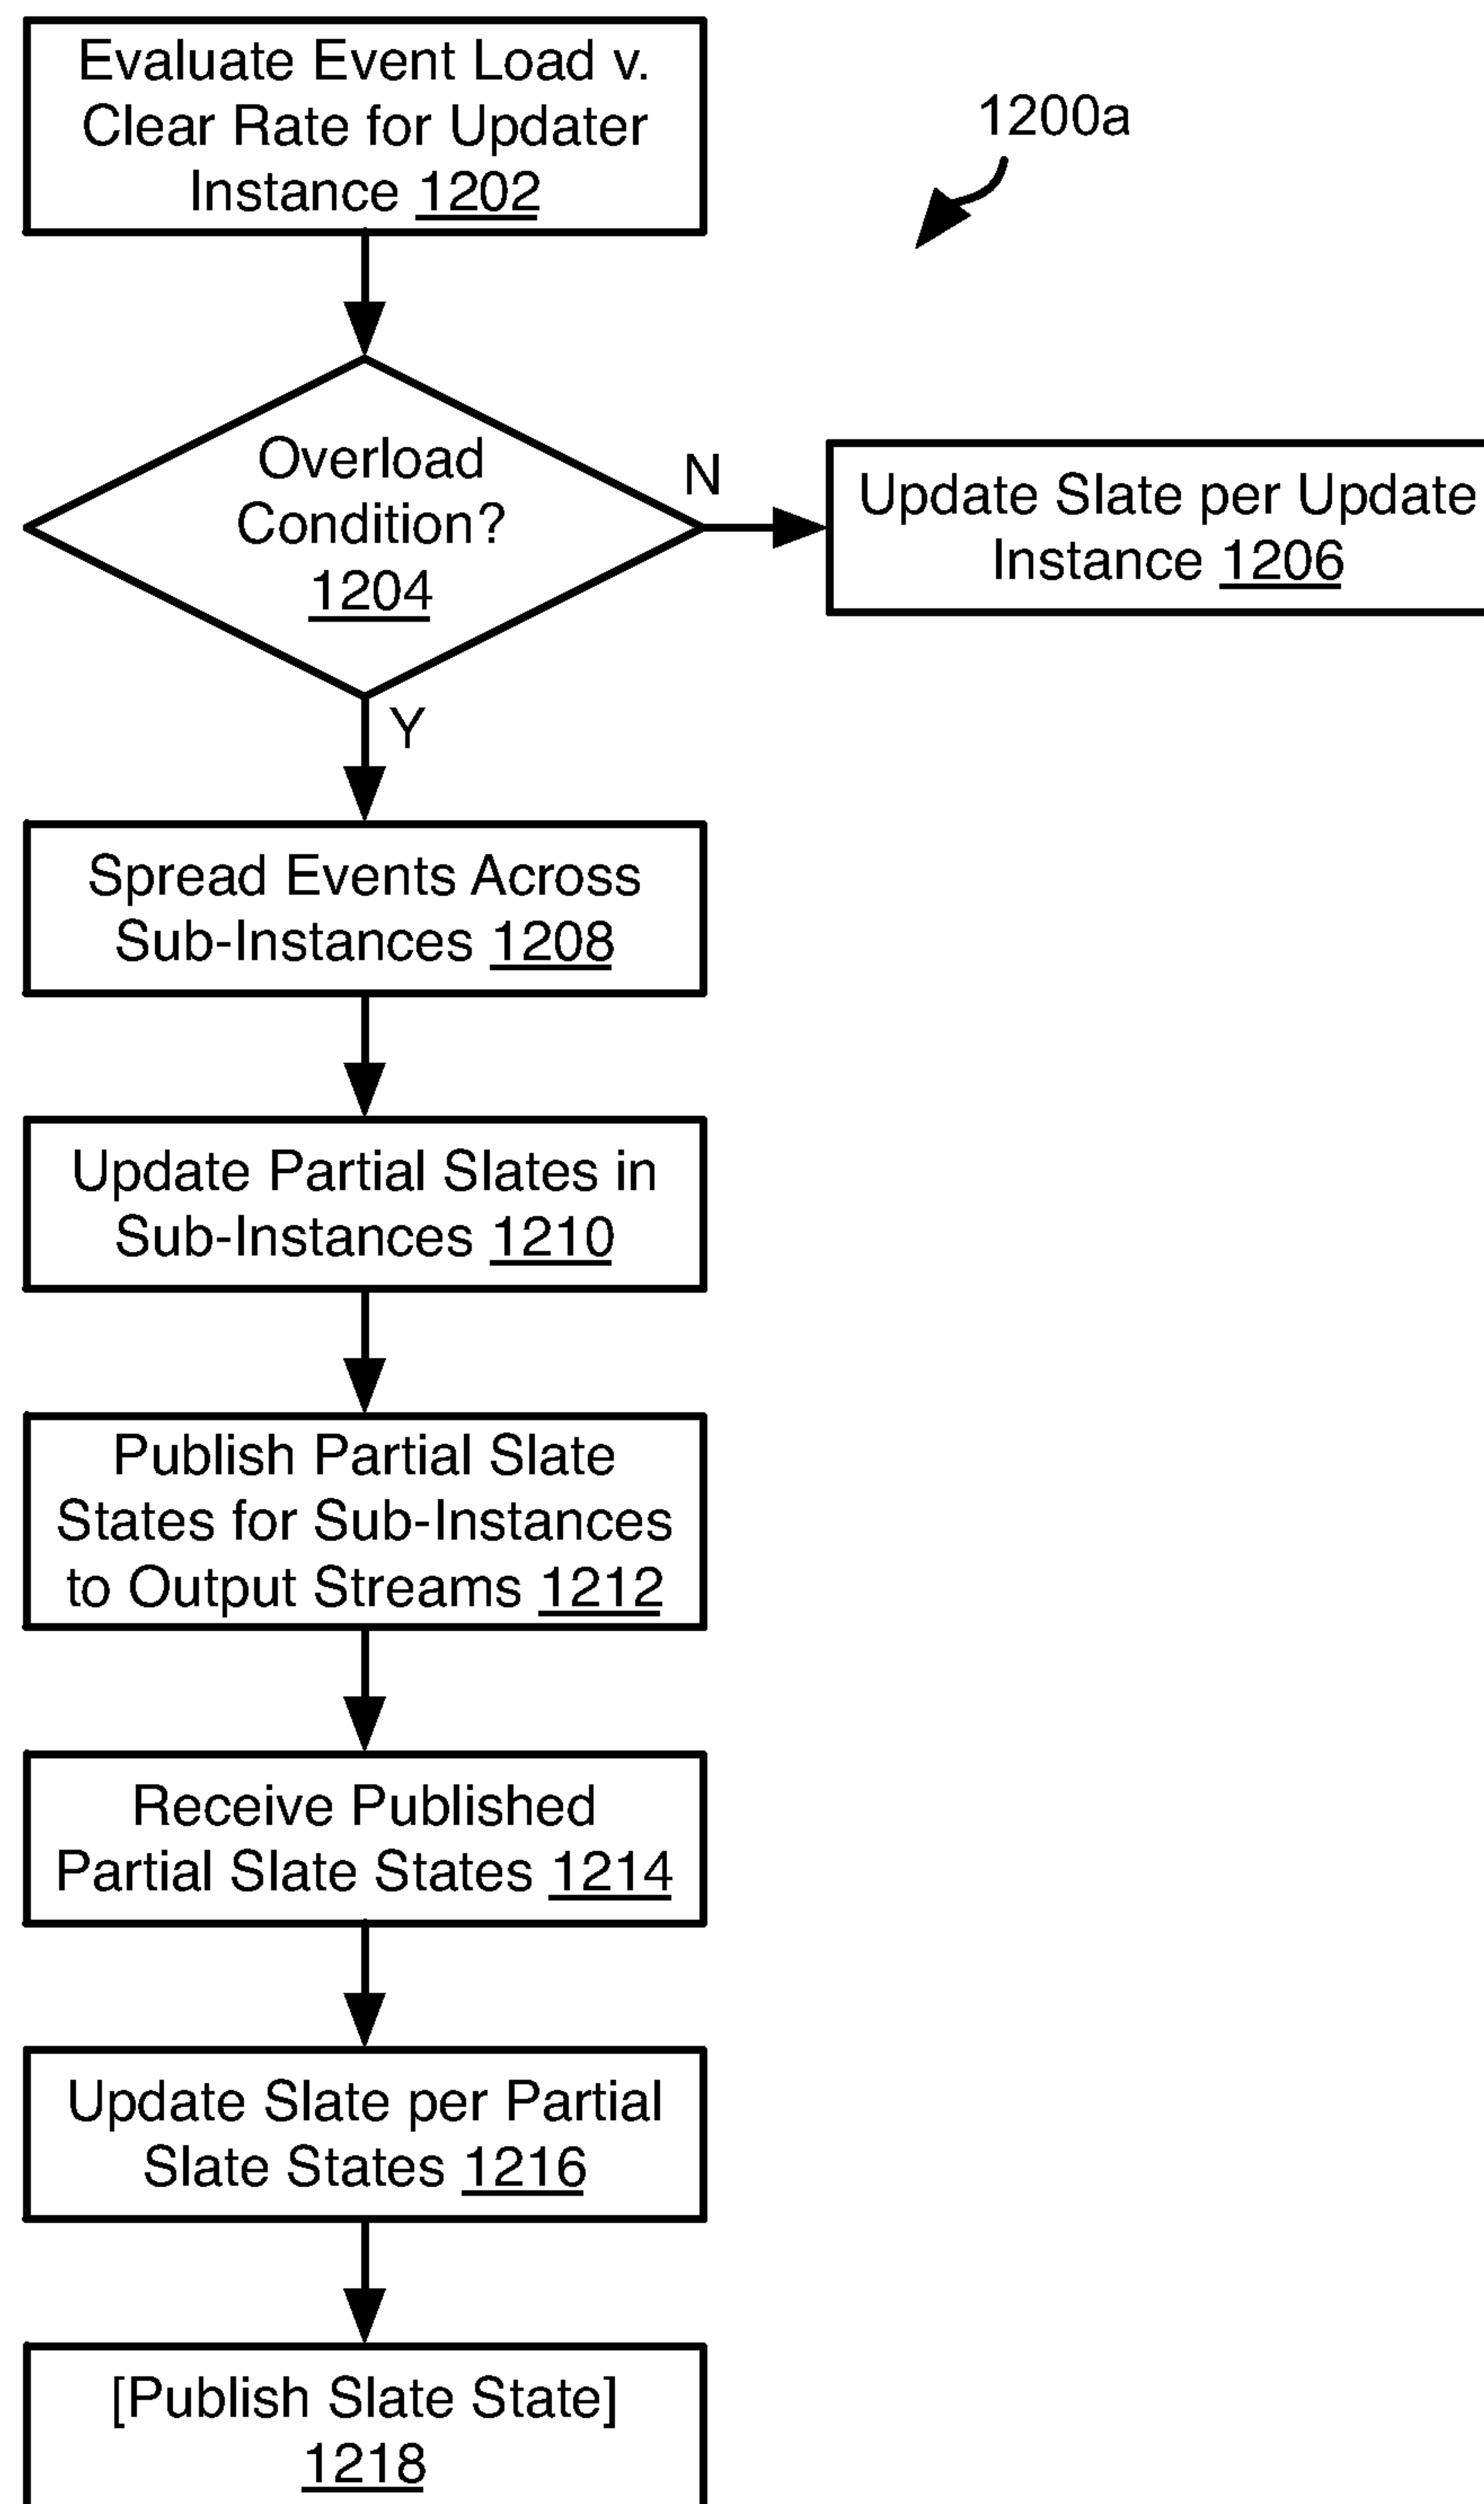 Evaluate Event Load v.
Clear Rate for Updater
Instance 1202
1200a
Overload
Condition?
1204
N
Update Slate per Update
Instance 1206
Y
Spread Events Across
Sub-Instances 1208
Update Partial Slates in
Sub-Instances 1210
Publish Partial Slate
States for Sub-Instances
to Output Streams 1212
Receive Published
Partial Slate States 1214
Update Slate per Partial
Slate States 1216
[Publish Slate State]
1218